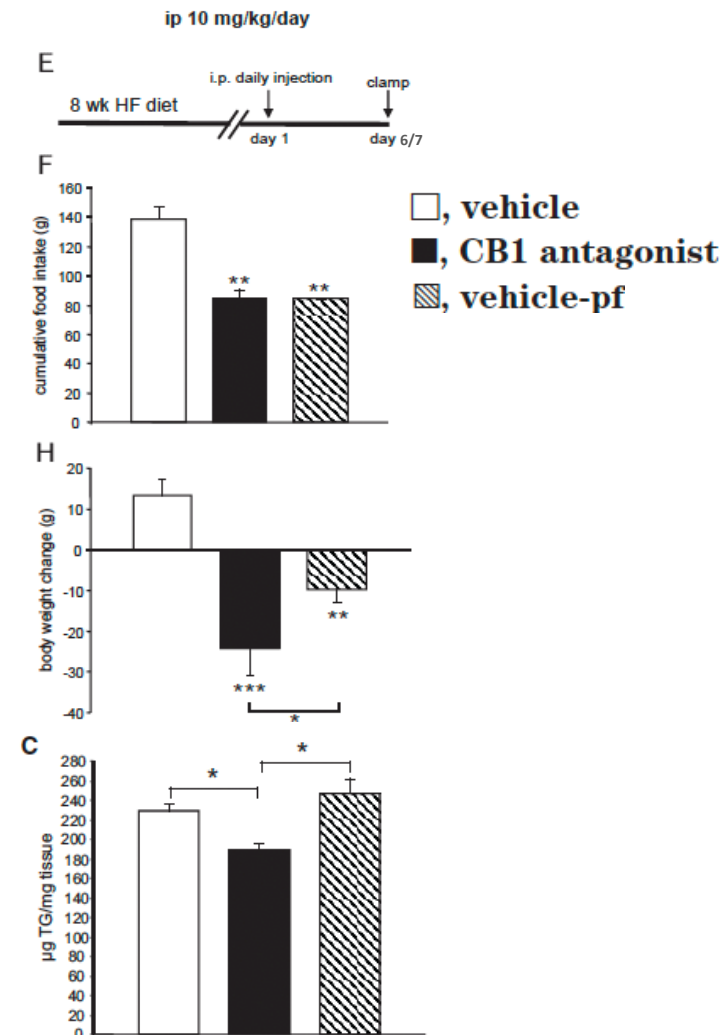 ip 10 mg/kg/day
E
i.p. daily injection
clamp
8 wk HF diet
day 1
day 6/7
F
cumulative food intake (g)
160
140
120
100
80
60
40
20
0
**
**
□, vehicle
■, CB1 antagonist
▨, vehicle-pf
H
body weight change (g)
20
10
0
-10
-20
-30
-40
***
**
*
C
µg TG/mg tissue
280
260
240
220
200
180
160
140
120
100
80
60
40
20
0
*
*